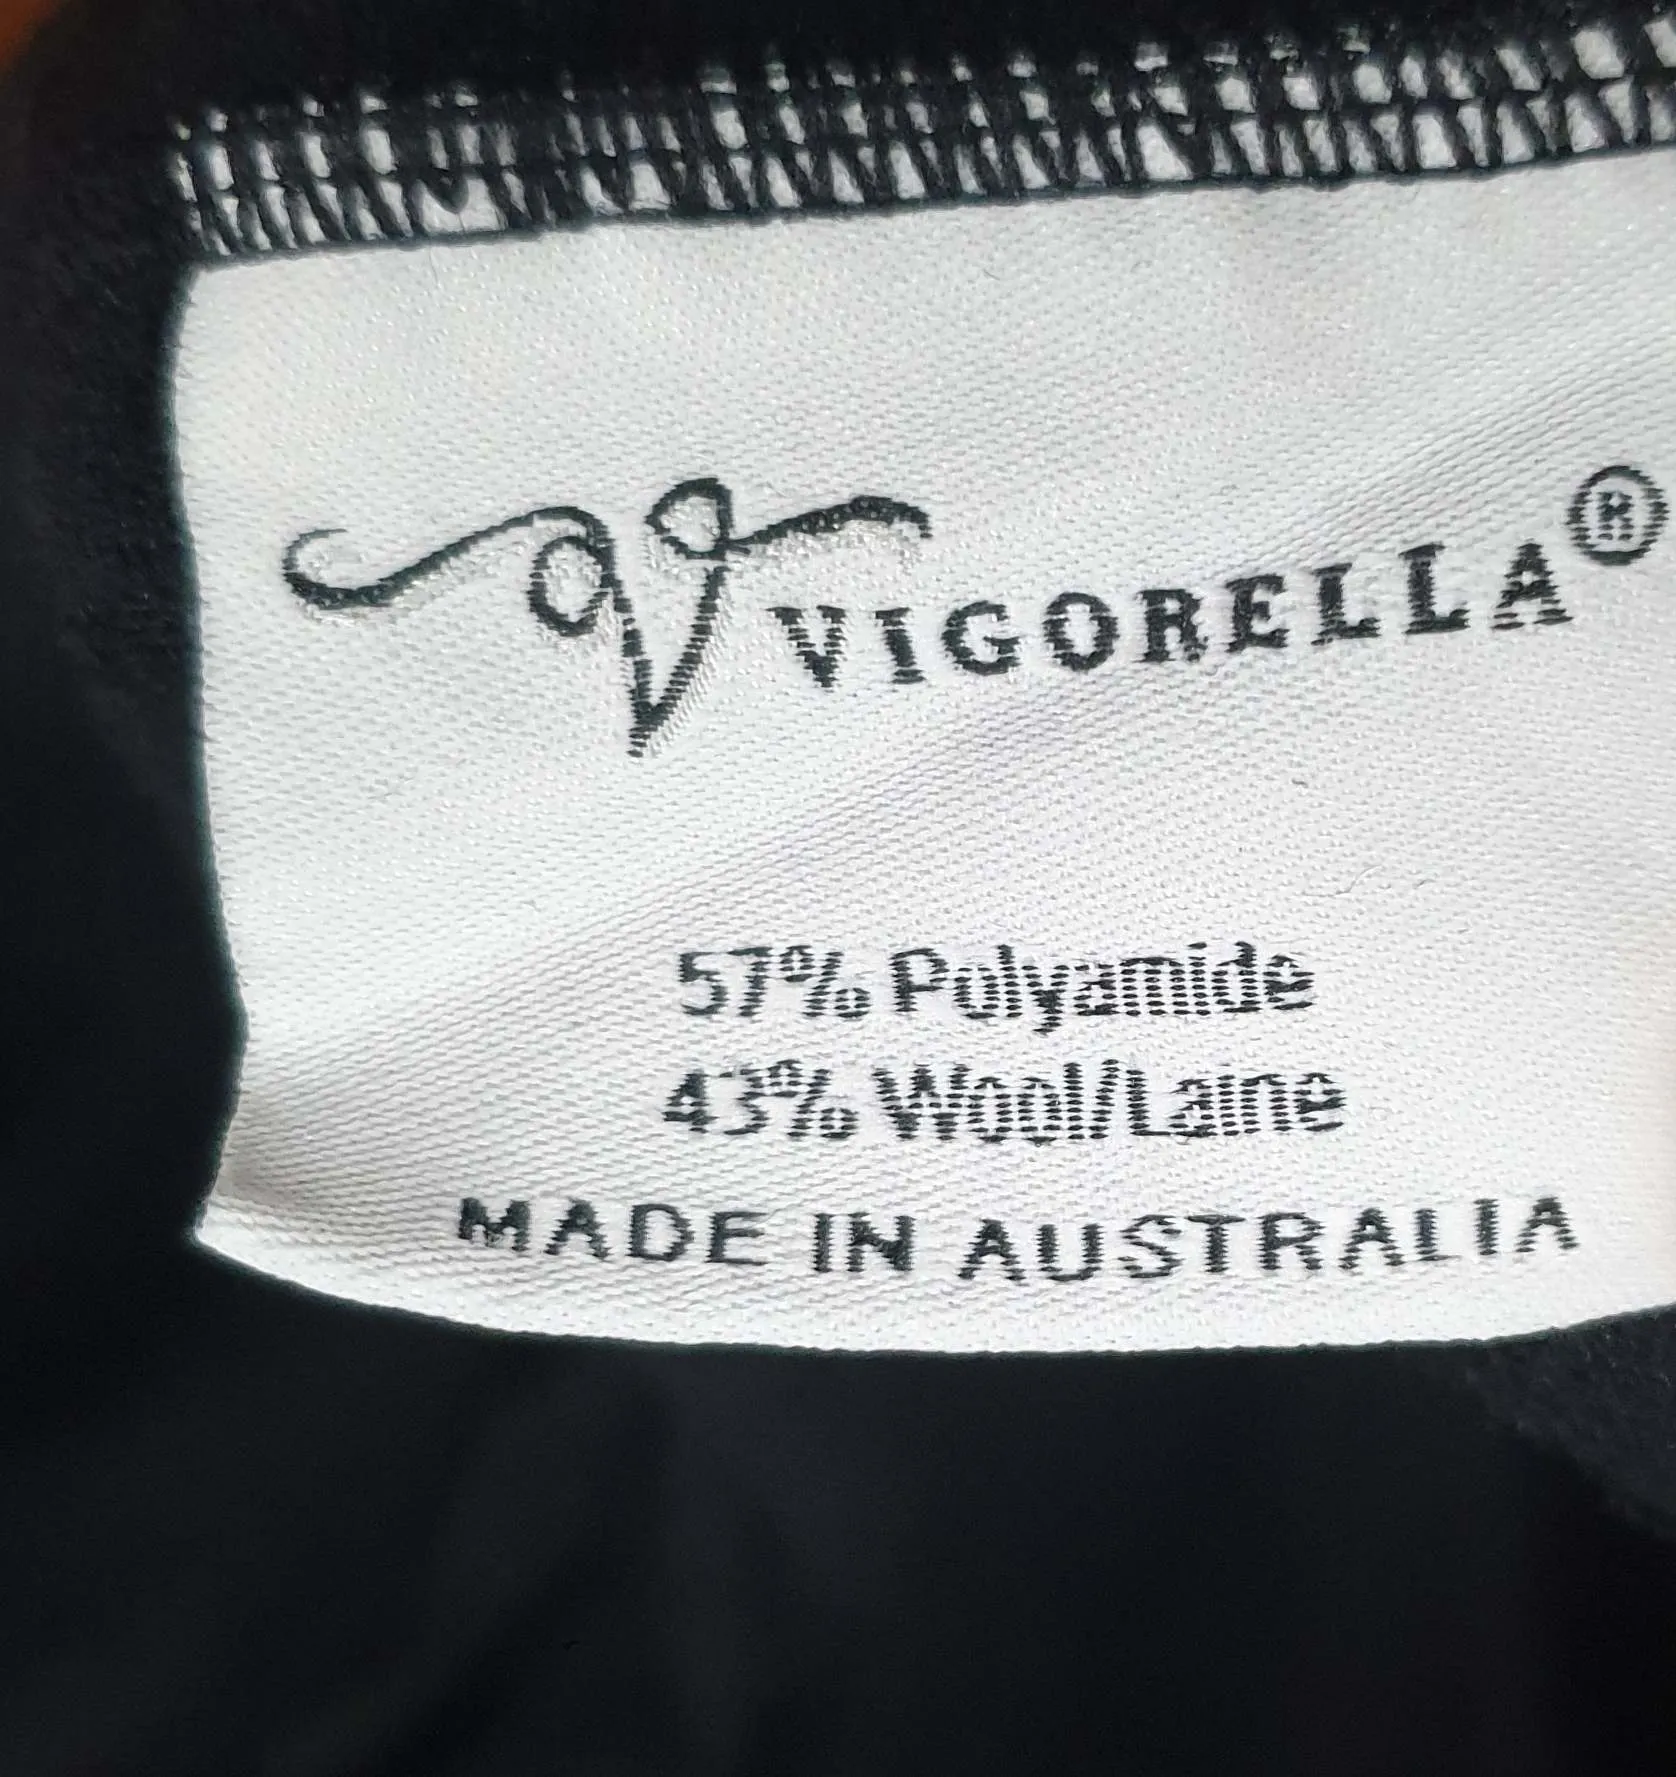 V VIGORELLA®
57% Polyamide
43% Wool/Laine
MADE IN AUSTRALIA